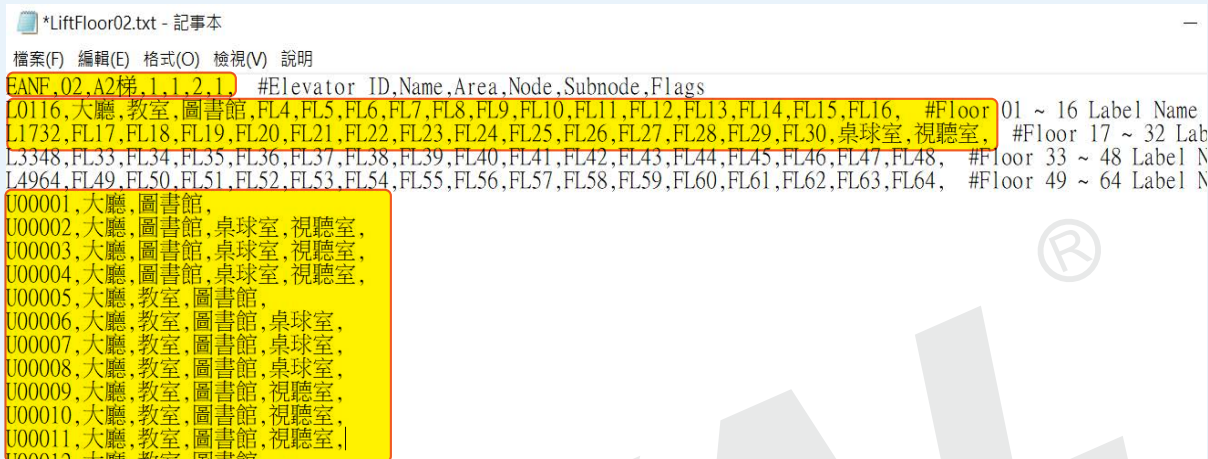 *LiftFloor02.txt - 記事本
檔案(F) 編輯(E) 格式(O) 檢視(V) 說明
EANF,02,A2梯,1,1,2,1, #Elevator ID,Name,Area,Node,Subnode,Flags
L0116,大廳,教室,圖書館,FL4,FL5,FL6,FL7,FL8,FL9,FL10,FL11,FL12,FL13,FL14,FL15,FL16, #Floor 01 ~ 16 Label Name
L1732,FL17,FL18,FL19,FL20,FL21,FL22,FL23,FL24,FL25,FL26,FL27,FL28,FL29,FL30,桌球室,視聽室, #Floor 17 ~ 32 Lab
L3348,FL33,FL34,FL35,FL36,FL37,FL38,FL39,FL40,FL41,FL42,FL43,FL44,FL45,FL46,FL47,FL48, #Floor 33 ~ 48 Label N
L4964,FL49,FL50,FL51,FL52,FL53,FL54,FL55,FL56,FL57,FL58,FL59,FL60,FL61,FL62,FL63,FL64, #Floor 49 ~ 64 Label N
U00001,大廳,圖書館,
U00002,大廳,圖書館,桌球室,視聽室,
U00003,大廳,圖書館,桌球室,視聽室,
U00004,大廳,圖書館,桌球室,視聽室,
U00005,大廳,教室,圖書館,
U00006,大廳,教室,圖書館,桌球室,
U00007,大廳,教室,圖書館,桌球室,
U00008,大廳,教室,圖書館,桌球室,
U00009,大廳,教室,圖書館,視聽室,
U00010,大廳,教室,圖書館,視聽室,
U00011,大廳,教室,圖書館,視聽室,
U00012,大廳,教室,圖書館
®